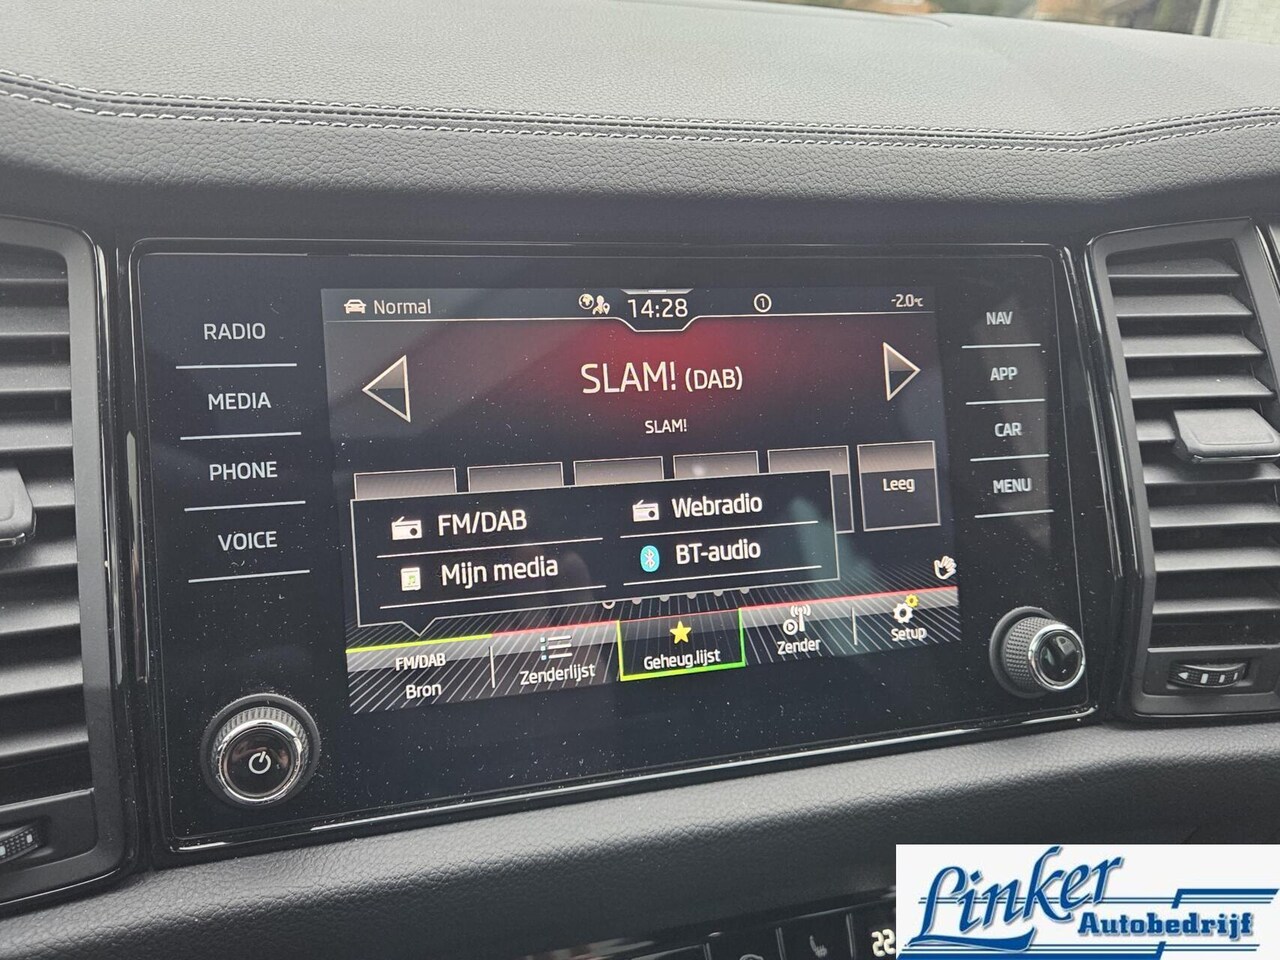 Normal
14:28
1
-2.0°C
RADIO
MEDIA
PHONE
VOICE
SLAM! (DAB)
SLAM!
Leeg
FM/DAB
Webradio
Mijn media
BT-audio
FM/DAB
Bron
Zenderlijst
Geheug.lijst
Zender
Setup
NAV
APP
CAR
MENU
22
Linker
Autobedrijf